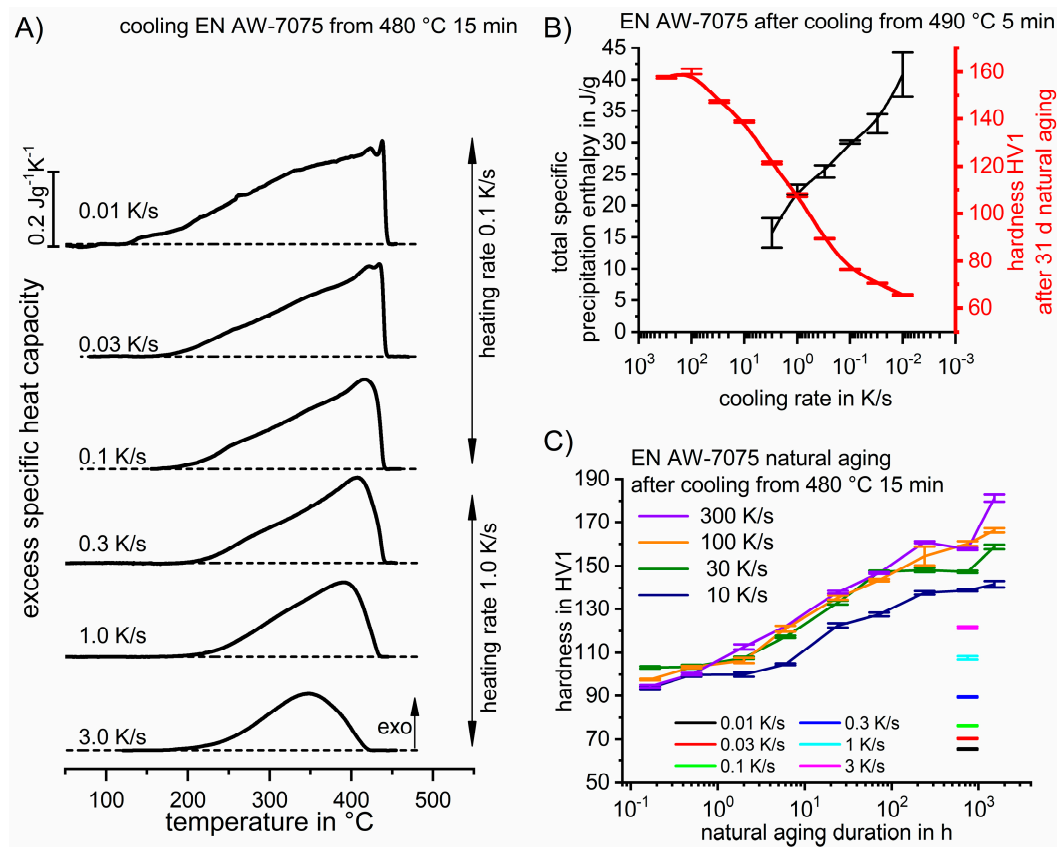 A)
cooling EN AW-7075 from 480 °C 15 min
excess specific heat capacity
0.2 Jg⁻¹K⁻¹
0.01 K/s
0.03 K/s
0.1 K/s
0.3 K/s
1.0 K/s
3.0 K/s
heating rate 0.1 K/s
heating rate 1.0 K/s
exo
100 200 300 400 500
temperature in °C
B)
EN AW-7075 after cooling from 490 °C 5 min
total specific
precipitation enthalpy in J/g
45
40
35
30
25
20
15
10
5
0
160
140
120
100
80
60
hardness HV1
after 31 d natural aging
10³ 10² 10¹ 10⁰ 10⁻¹ 10⁻² 10⁻³
cooling rate in K/s
C)
EN AW-7075 natural aging
after cooling from 480 °C 15 min
hardness in HV1
190
170
150
130
110
90
70
50
300 K/s
100 K/s
30 K/s
10 K/s
0.01 K/s 0.3 K/s
0.03 K/s 1 K/s
0.1 K/s 3 K/s
10⁻¹ 10⁰ 10¹ 10² 10³
natural aging duration in h